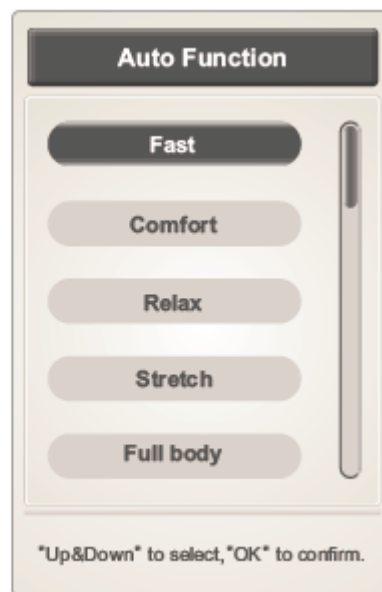 Auto Function
Fast
Comfort
Relax
Stretch
Full body
"Up&Down" to select,"OK" to confirm.